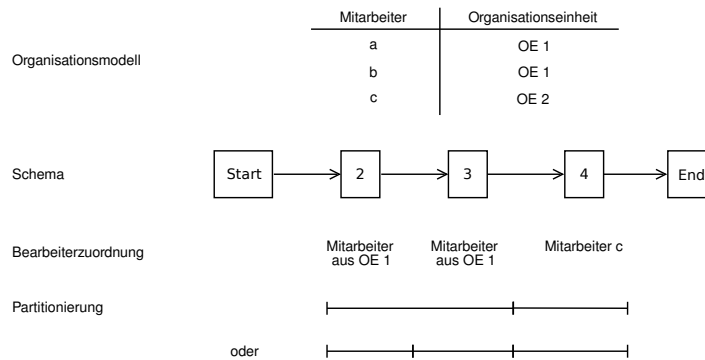 Mitarbeiter Organisationseinheit
Organisationsmodell
a OE 1
b OE 1
c OE 2
Schema
Start 2 3 4 End
Bearbeiterzuordnung
Mitarbeiter aus OE 1
Mitarbeiter aus OE 1
Mitarbeiter c
Partitionierung
oder